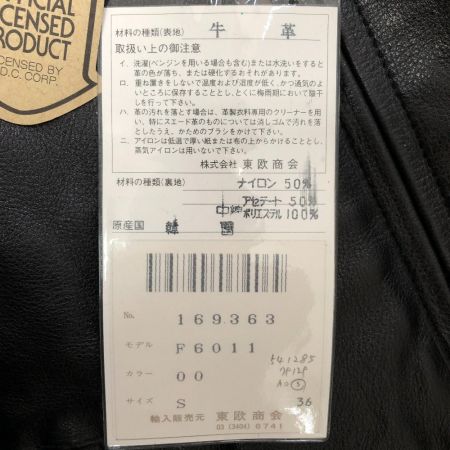 OFFICIAL
LICENSED
PRODUCT
LICENSED BY
D.C. CORP.
材料の種類(表地) 牛革
取扱い上の御注意
イ. 洗濯(ベンジンを用いる場合も含む)または水洗いをすると
革の色が落ち、または硬化するおそれがあります。
ロ. 重ね置きをしないで温度および湿度が低く、かつ通気のよ
いところに保存することとし、とくに梅雨期において陰干
しを行って下さい。
ハ. 革の汚れを落とす場合は、革製衣料専用のクリーナーを用
い、特にスエード革のものについては消しゴムで汚れを落
としたうえ、かためのブラシをかけて下さい。
ニ. アイロンは低温で厚い紙または布の上からかけることとし、
蒸気アイロンは用いないで下さい。
株式会社 東欧商会
材料の種類(裏地) ナイロン 50%
アセテート 50%
中綿 ポリエステル 100%
原産国 韓国
No. 169363
モデル F6011
カラー 00
サイズ S 36
541285
輸入販売元 東欧商会
03 (3404) 0741